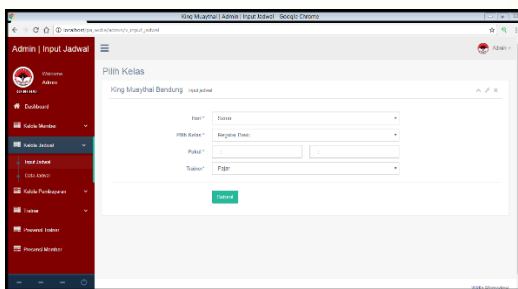 King Muaythai | Admin | Input Jadwal - Google Chrome
Admin | Input Jadwal
Admin
Welcome,
Admin
Pilih Kelas
King Muaythai Bandung Input jadwal
Dashboard
Kelola Member
Kelola Jadwal
Input Jadwal
Data Jadwal
Kelola Pembayaran
Trainer
Presensi Trainer
Presensi Member
Hari *
Senin
Pilih Kelas *
Regular Basic
Pukul *
Trainer *
Fajar
Submit